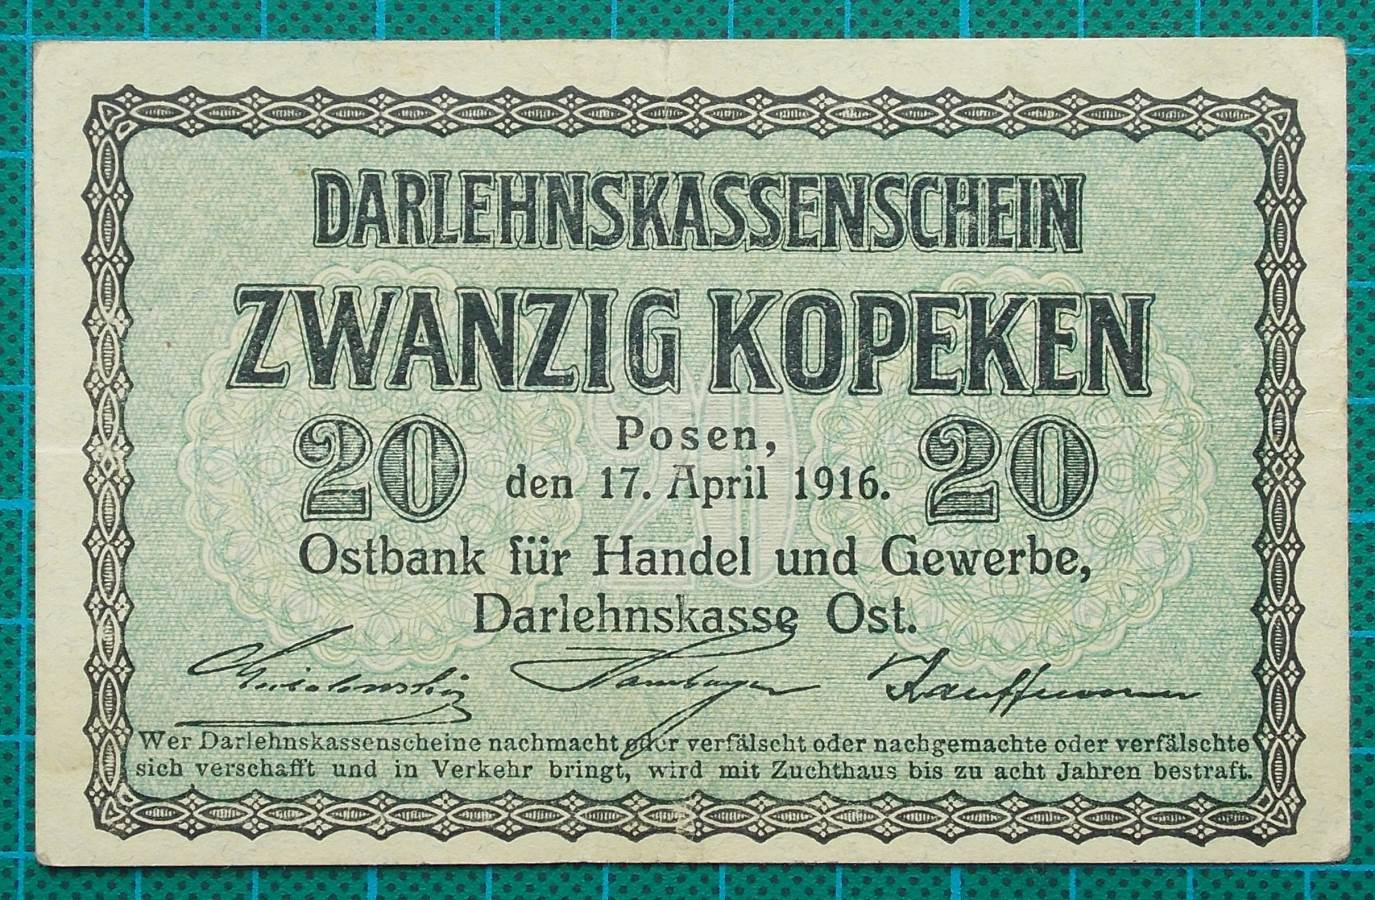 DARLEHNSKASSENSCHEIN
ZWANZIG KOPEKEN
20 Posen, 20
den 17. April 1916.
Ostbank für Handel und Gewerbe,
Darlehnskasse Ost.
Hamburger Kauffmann
Wer Darlehnskassenscheine nachmacht oder verfälscht oder nachgemachte oder verfälschte
sich verschafft und in Verkehr bringt, wird mit Zuchthaus bis zu acht Jahren bestraft.